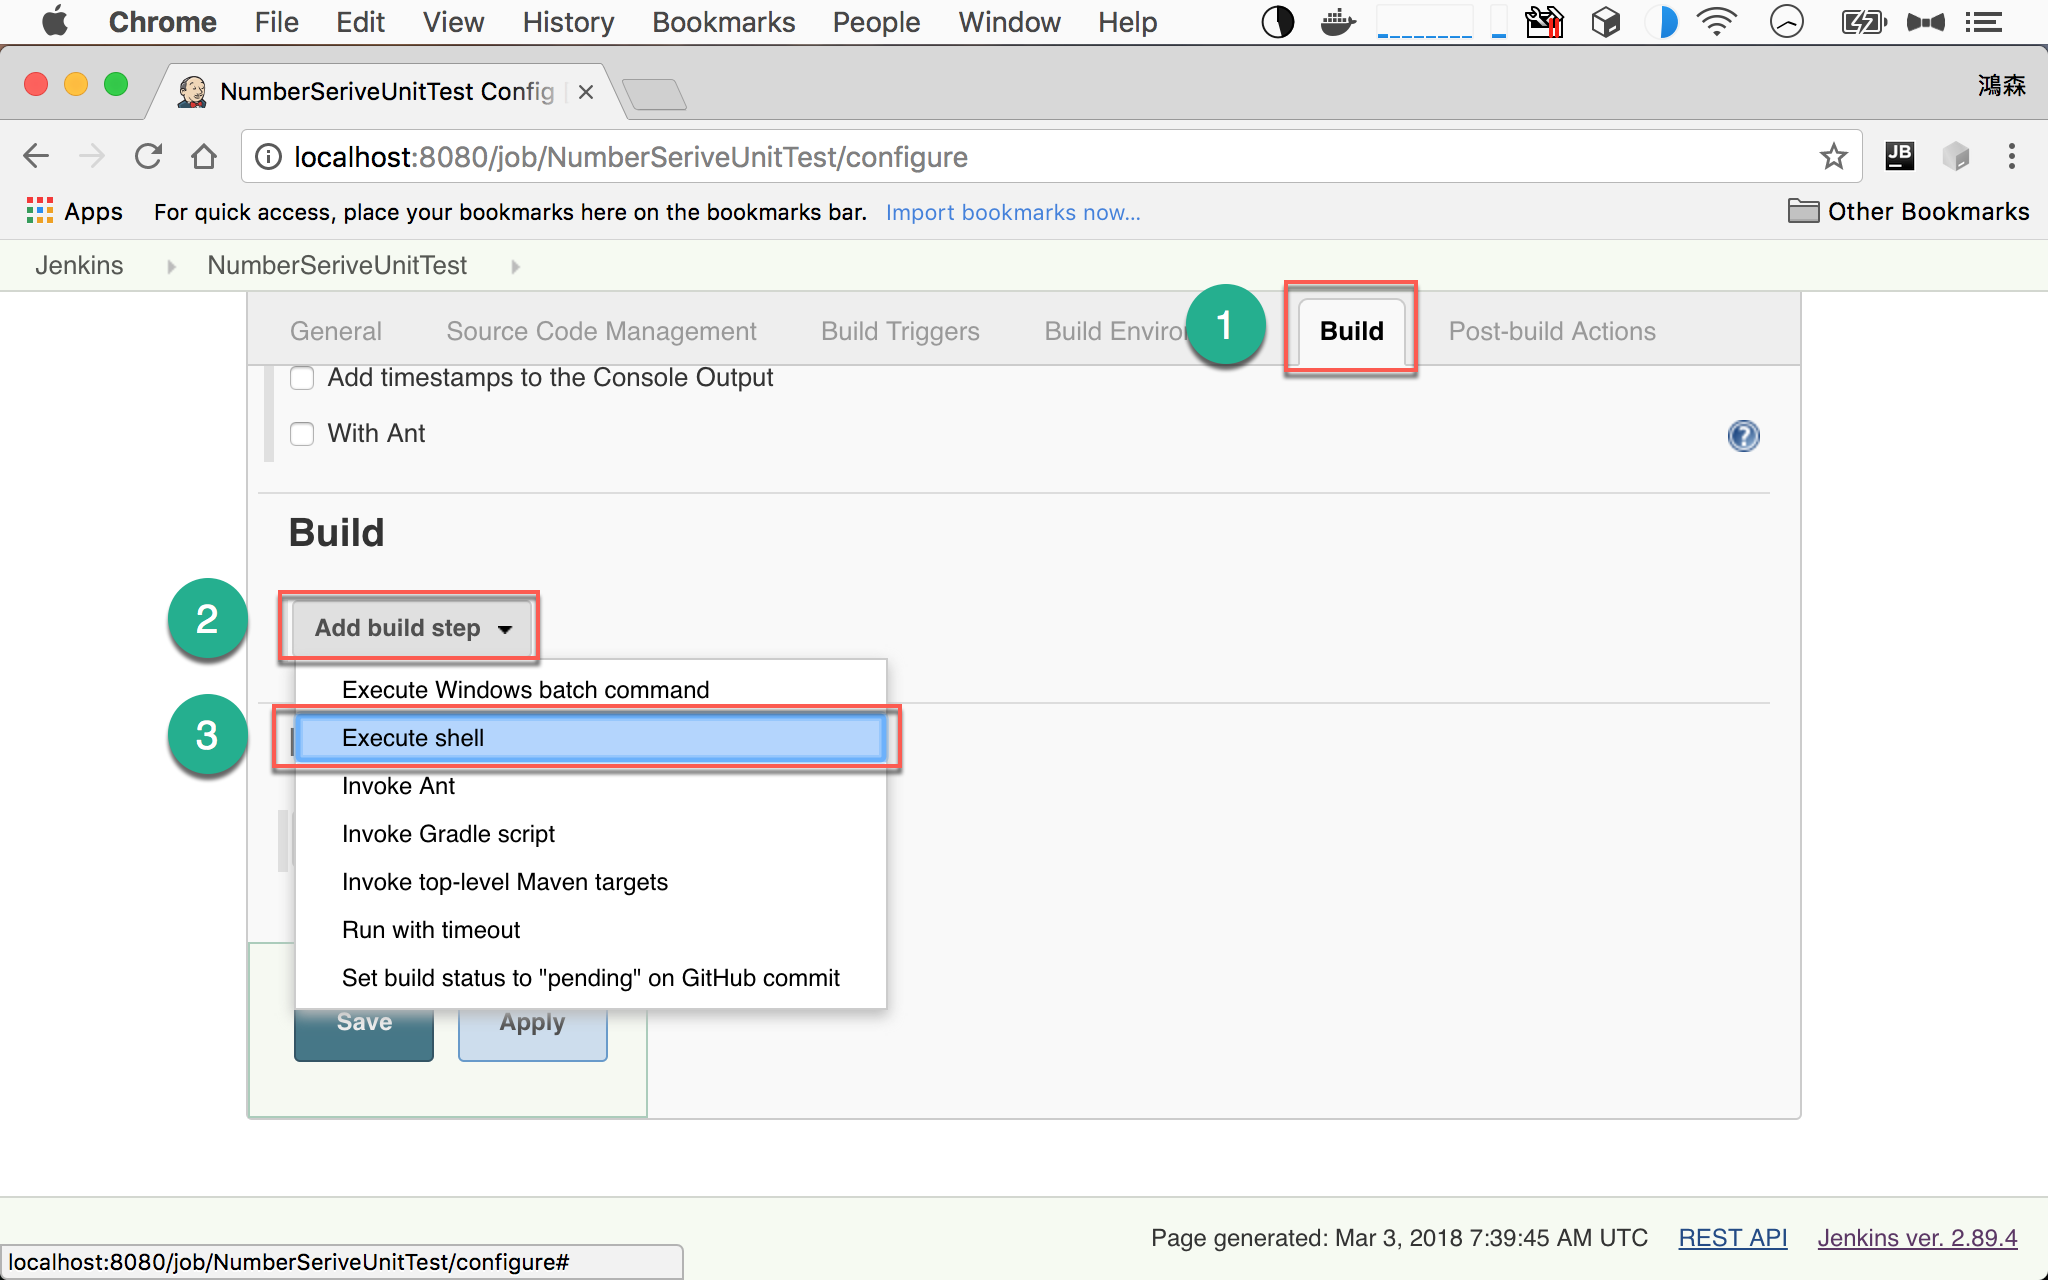 Chrome File Edit View History Bookmarks People Window Help
NumberSeriveUnitTest Config
鴻森
localhost:8080/job/NumberSeriveUnitTest/configure
JB
Apps For quick access, place your bookmarks here on the bookmarks bar. Import bookmarks now... Other Bookmarks
Jenkins NumberSeriveUnitTest
General Source Code Management Build Triggers Build Enviro 1 Build Post-build Actions
Add timestamps to the Console Output
With Ant
?
Build
2 Add build step
Execute Windows batch command
3 Execute shell
Invoke Ant
Invoke Gradle script
Invoke top-level Maven targets
Run with timeout
Set build status to "pending" on GitHub commit
Save Apply
Page generated: Mar 3, 2018 7:39:45 AM UTC REST API Jenkins ver. 2.89.4
localhost:8080/job/NumberSeriveUnitTest/configure#